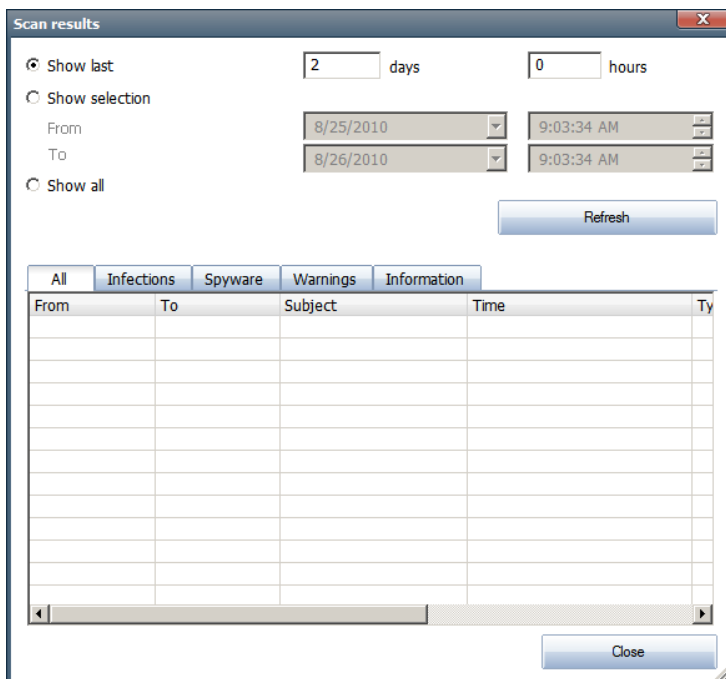 Scan results
Show last 2 days 0 hours
Show selection
From 8/25/2010 9:03:34 AM
To 8/26/2010 9:03:34 AM
Show all
Refresh
All Infections Spyware Warnings Information
From To Subject Time Ty
Close